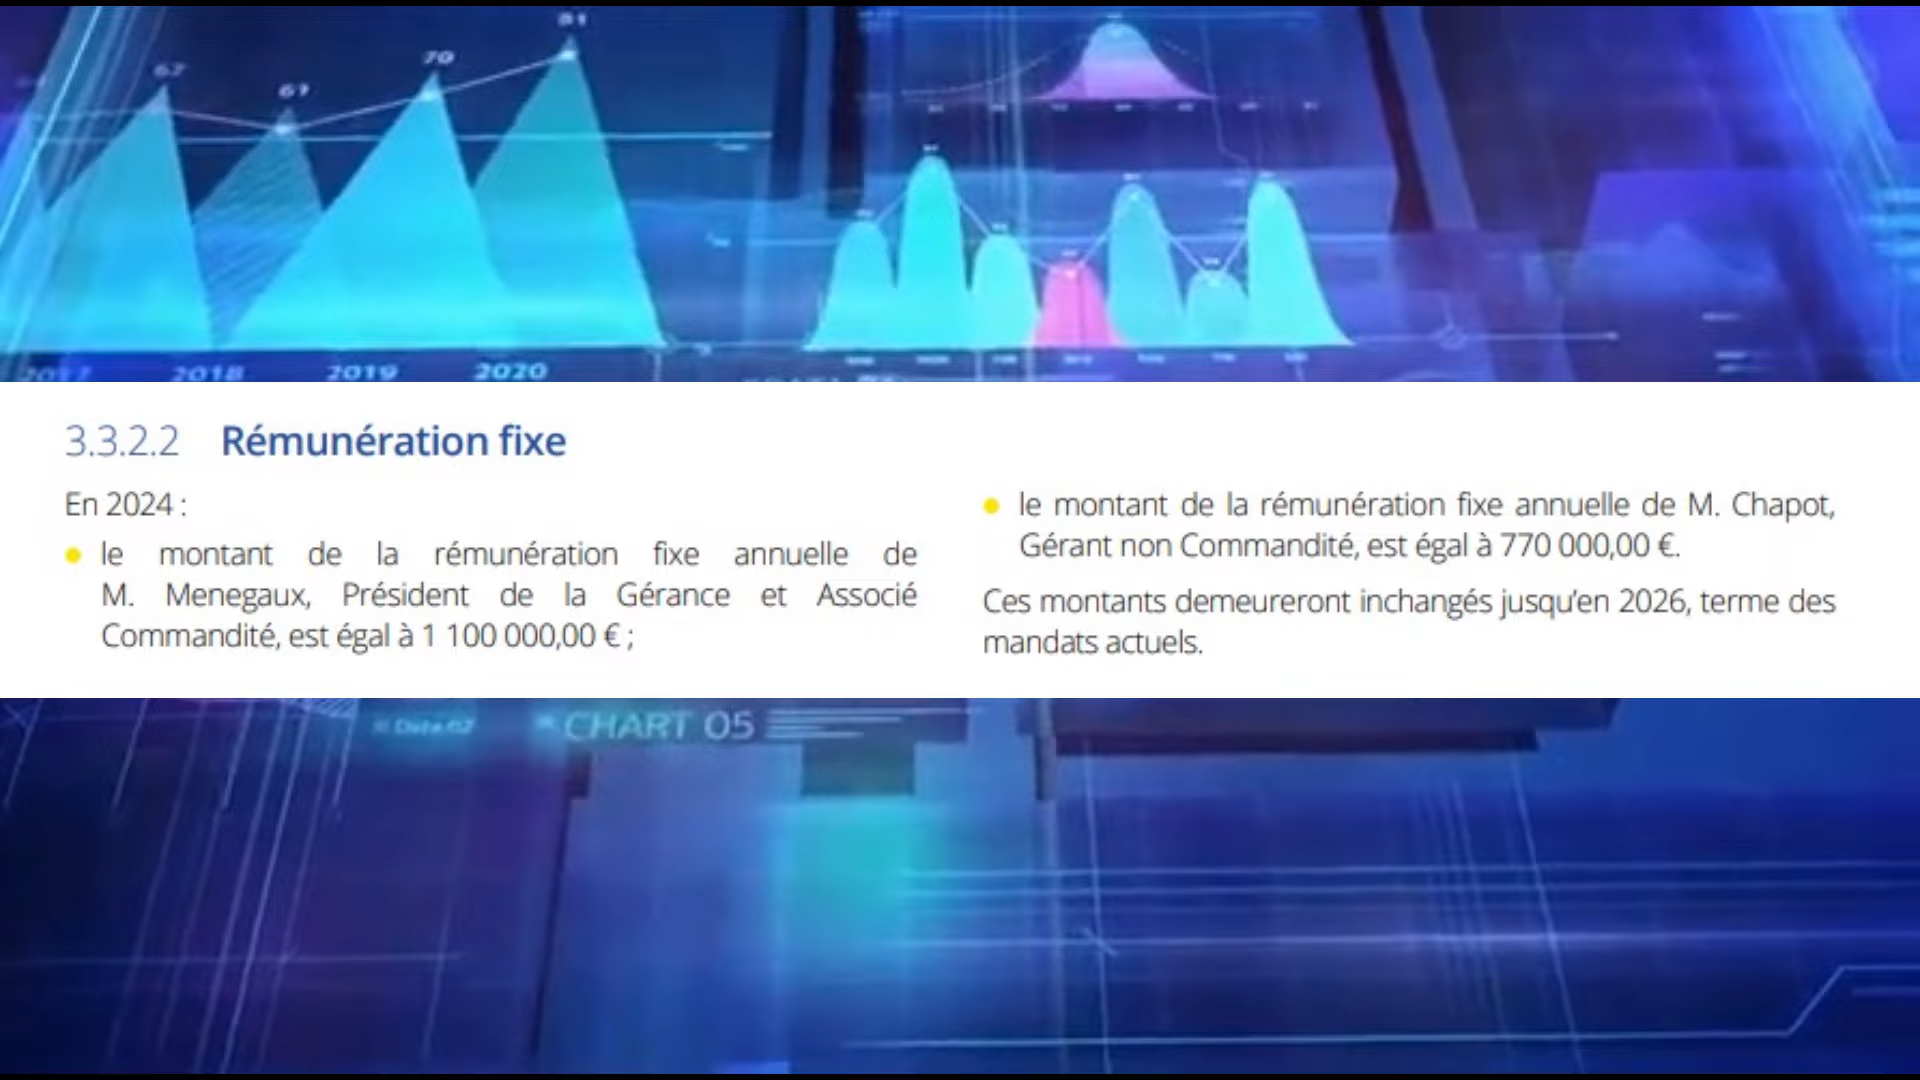 81
70
67
61
2017
2018
2019
2020
3.3.2.2 Rémunération fixe
En 2024 :
le montant de la rémunération fixe annuelle de
M. Menegaux, Président de la Gérance et Associé
Commandité, est égal à 1 100 000,00 € ;
le montant de la rémunération fixe annuelle de M. Chapot,
Gérant non Commandité, est égal à 770 000,00 €.
Ces montants demeureront inchangés jusqu'en 2026, terme des
mandats actuels.
CHART 05